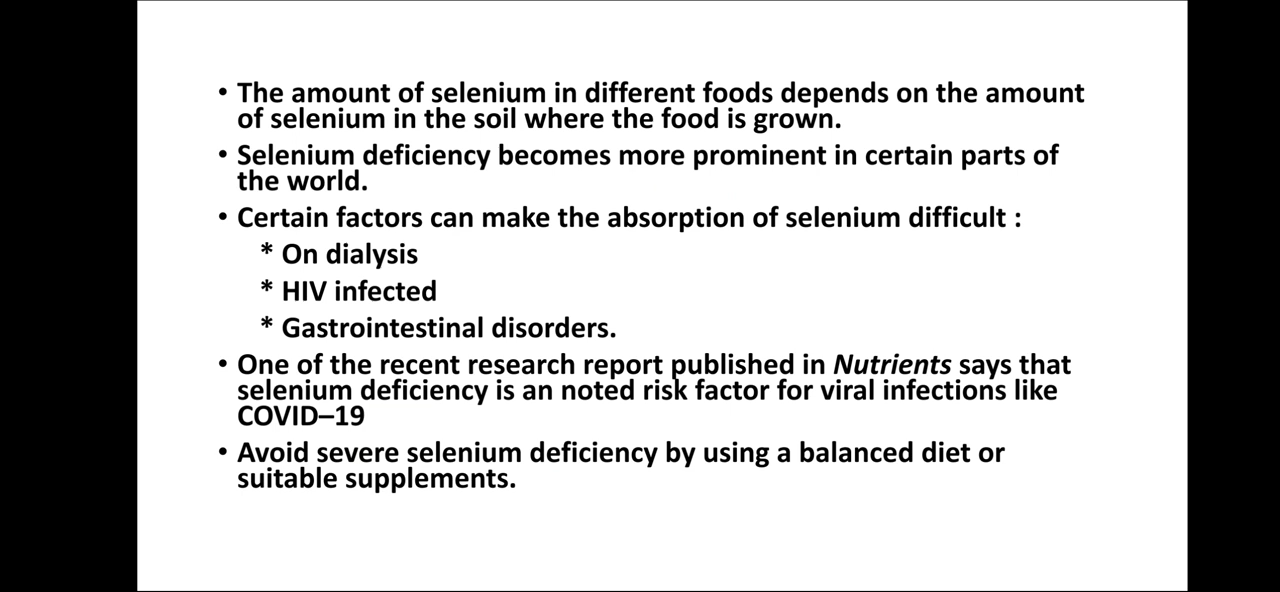 • The amount of selenium in different foods depends on the amount
of selenium in the soil where the food is grown.
• Selenium deficiency becomes more prominent in certain parts of
the world.
• Certain factors can make the absorption of selenium difficult :
* On dialysis
* HIV infected
* Gastrointestinal disorders.
• One of the recent research report published in Nutrients says that
selenium deficiency is an noted risk factor for viral infections like
COVID–19
• Avoid severe selenium deficiency by using a balanced diet or
suitable supplements.